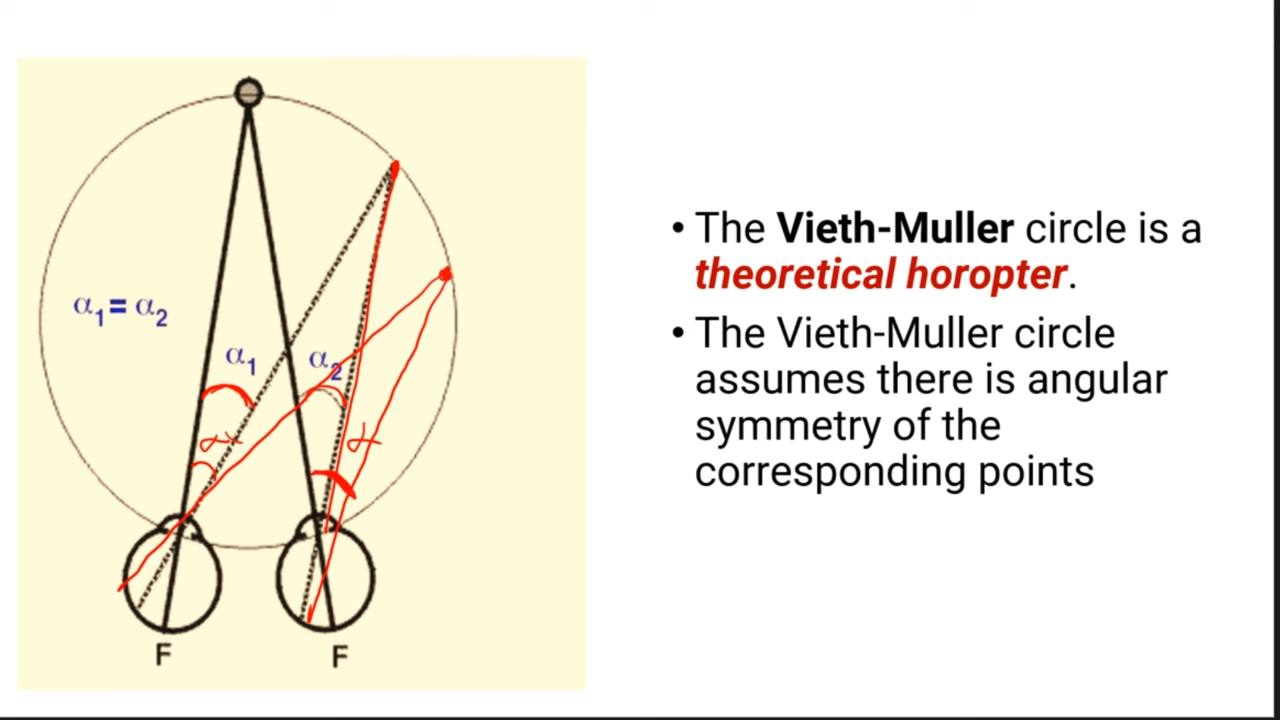 α1 = α2
α1
α2
α
α
F
F
• The Vieth-Muller circle is a
theoretical horopter.
• The Vieth-Muller circle
assumes there is angular
symmetry of the
corresponding points